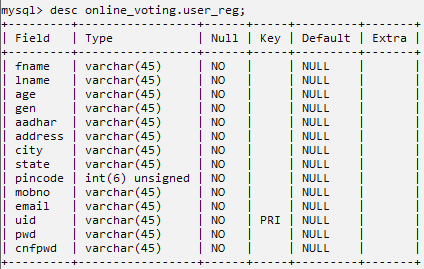 mysql> desc online_voting.user_reg;
+----------+------------------+------+-----+---------+-------+
| Field    | Type             | Null | Key | Default | Extra |
+----------+------------------+------+-----+---------+-------+
| fname    | varchar(45)      | NO   |     | NULL    |       |
| lname    | varchar(45)      | NO   |     | NULL    |       |
| age      | varchar(45)      | NO   |     | NULL    |       |
| gen      | varchar(45)      | NO   |     | NULL    |       |
| aadhar   | varchar(45)      | NO   |     | NULL    |       |
| address  | varchar(45)      | NO   |     | NULL    |       |
| city     | varchar(45)      | NO   |     | NULL    |       |
| state    | varchar(45)      | NO   |     | NULL    |       |
| pincode  | int(6) unsigned  | NO   |     | NULL    |       |
| mobno    | varchar(45)      | NO   |     | NULL    |       |
| email    | varchar(45)      | NO   |     | NULL    |       |
| uid      | varchar(45)      | NO   | PRI | NULL    |       |
| pwd      | varchar(45)      | NO   |     | NULL    |       |
| cnfpwd   | varchar(45)      | NO   |     | NULL    |       |
+----------+------------------+------+-----+---------+-------+